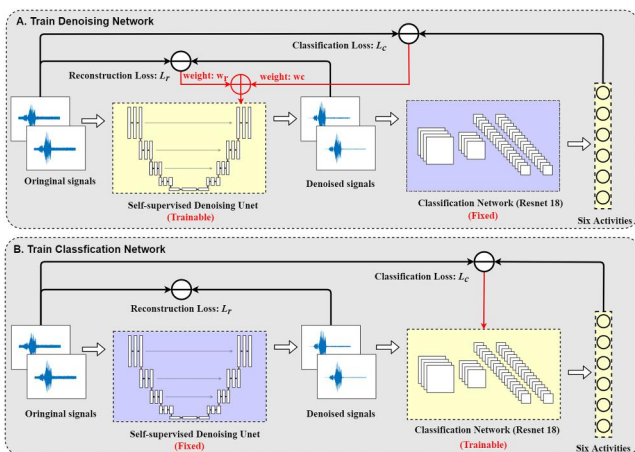 A. Train Denoising Network
Classification Loss: Lc
Reconstruction Loss: Lr
weight: wr
weight: wc
Oringinal signals
Denoised signals
Self-supervised Denoising Unet
(Trainable)
Classification Network (Resnet 18)
(Fixed)
Six Activities
B. Train Classfication Network
Classification Loss: Lc
Reconstruction Loss: Lr
Oringinal signals
Denoised signals
Self-supervised Denoising Unet
(Fixed)
Classification Network (Resnet 18)
(Trainable)
Six Activities